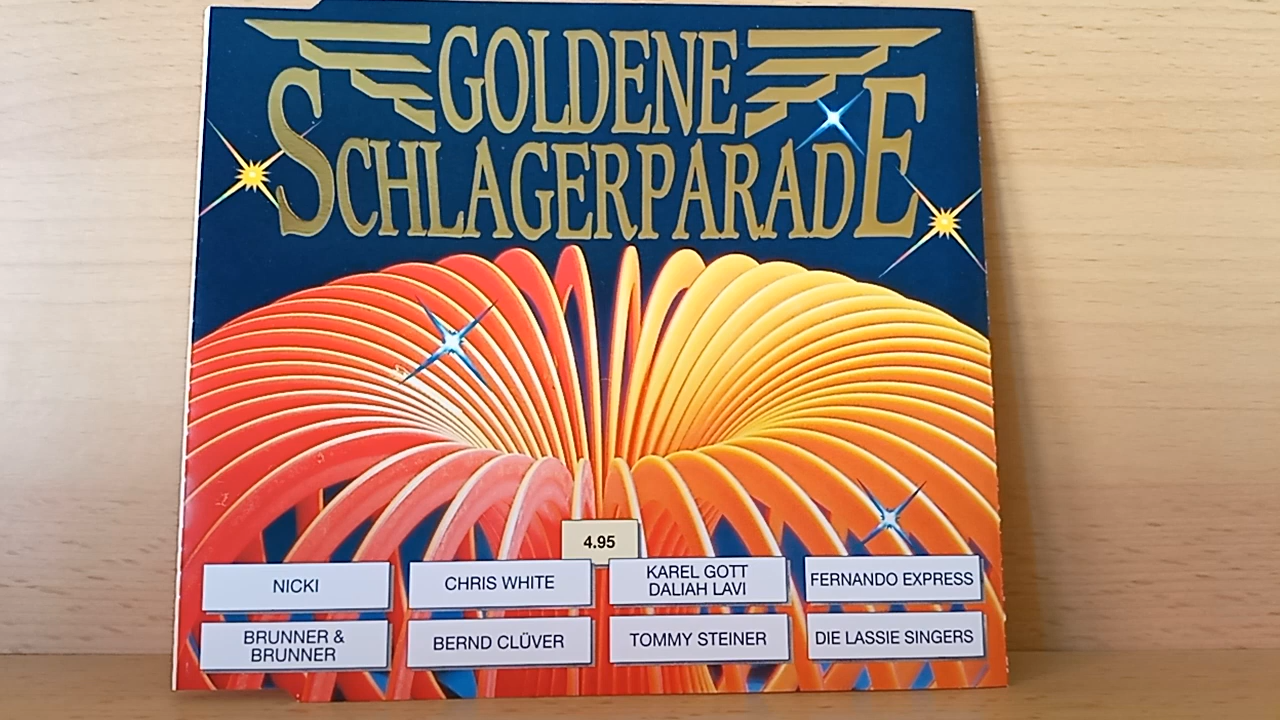 GOLDENE
SCHLAGERPARADE
4.95
NICKI
CHRIS WHITE
KAREL GOTT
DALIAH LAVI
FERNANDO EXPRESS
BRUNNER &
BRUNNER
BERND CLÜVER
TOMMY STEINER
DIE LASSIE SINGERS